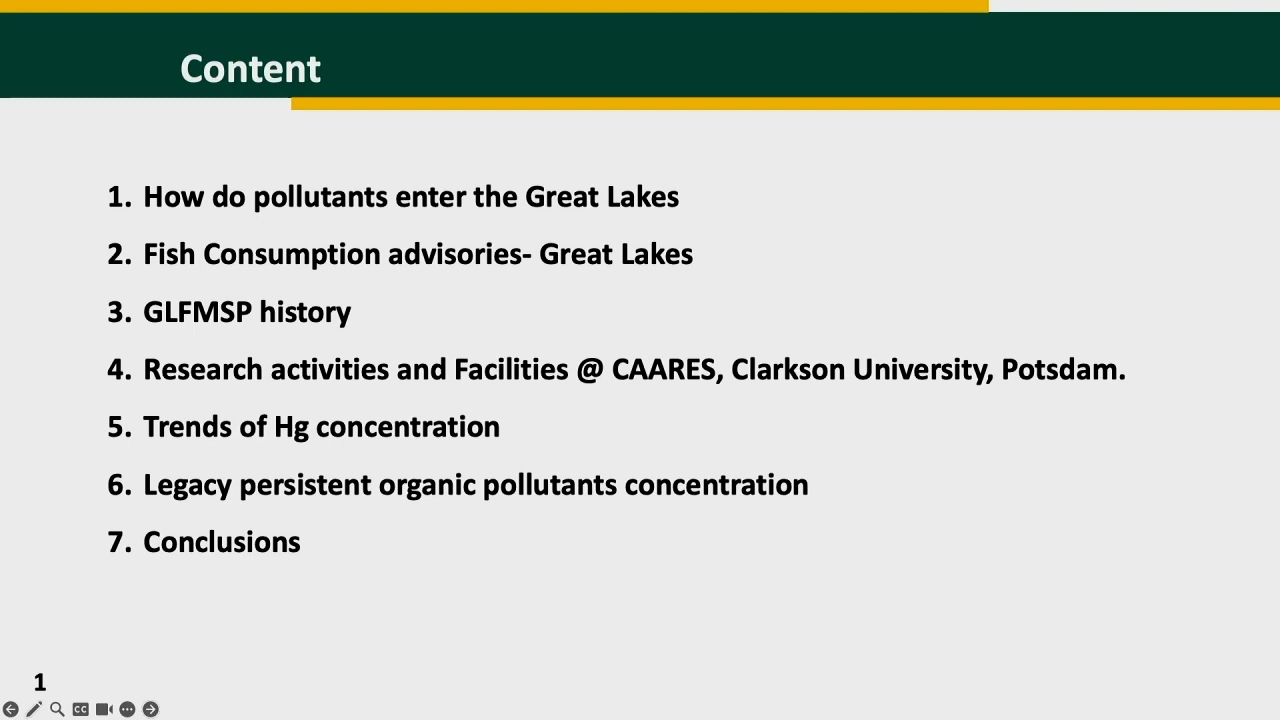 Content
1. How do pollutants enter the Great Lakes
2. Fish Consumption advisories- Great Lakes
3. GLFMSP history
4. Research activities and Facilities @ CAARES, Clarkson University, Potsdam.
5. Trends of Hg concentration
6. Legacy persistent organic pollutants concentration
7. Conclusions
1
CC